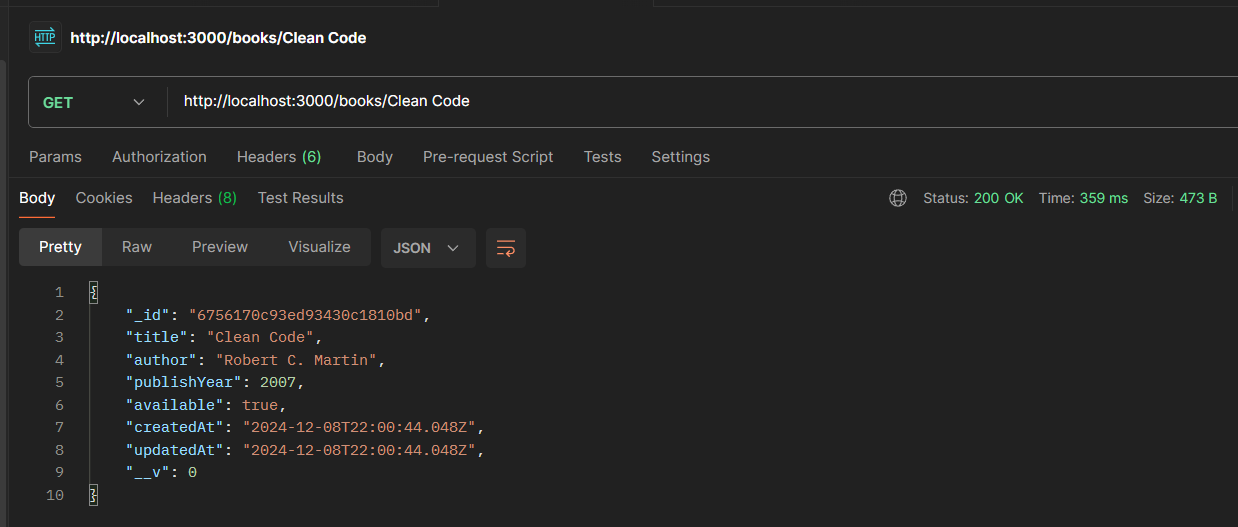 HTTP http://localhost:3000/books/Clean Code
GET http://localhost:3000/books/Clean Code
Params Authorization Headers (6) Body Pre-request Script Tests Settings
Body Cookies Headers (8) Test Results Status: 200 OK Time: 359 ms Size: 473 B
Pretty Raw Preview Visualize JSON
1 {
2 "_id": "6756170c93ed93430c1810bd",
3 "title": "Clean Code",
4 "author": "Robert C. Martin",
5 "publishYear": 2007,
6 "available": true,
7 "createdAt": "2024-12-08T22:00:44.048Z",
8 "updatedAt": "2024-12-08T22:00:44.048Z",
9 "__v": 0
10 }